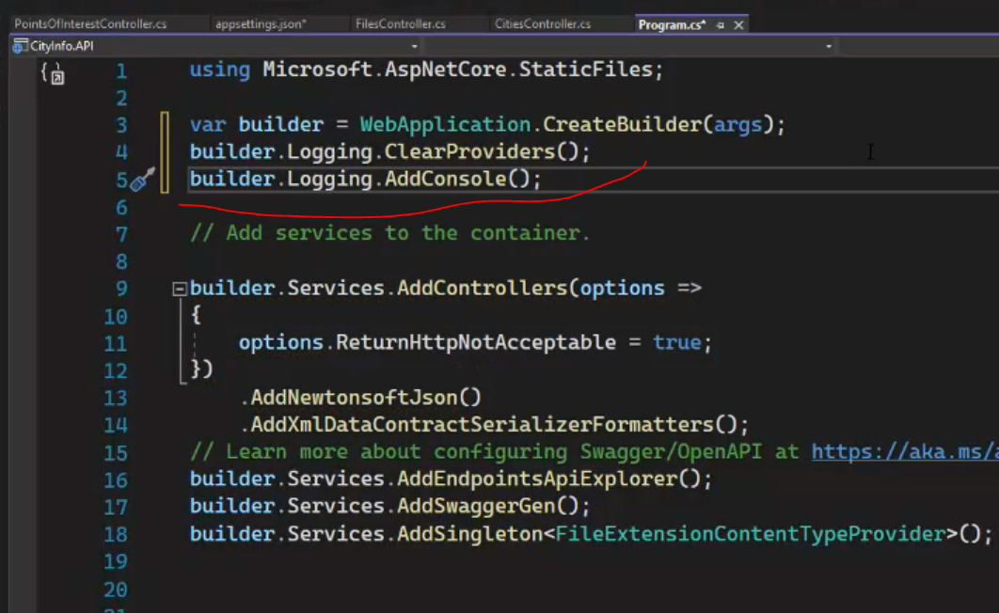 PointsOfInterestController.cs appsettings.json* FilesController.cs CitiesController.cs Program.cs*
CityInfo.API
1 using Microsoft.AspNetCore.StaticFiles;
2
3 var builder = WebApplication.CreateBuilder(args);
4 builder.Logging.ClearProviders();
5 builder.Logging.AddConsole();
6
7 // Add services to the container.
8
9 builder.Services.AddControllers(options =>
10 {
11 options.ReturnHttpNotAcceptable = true;
12 })
13 .AddNewtonsoftJson()
14 .AddXmlDataContractSerializerFormatters();
15 // Learn more about configuring Swagger/OpenAPI at https://aka.ms/a
16 builder.Services.AddEndpointsApiExplorer();
17 builder.Services.AddSwaggerGen();
18 builder.Services.AddSingleton<FileExtensionContentTypeProvider>();
19
20
21